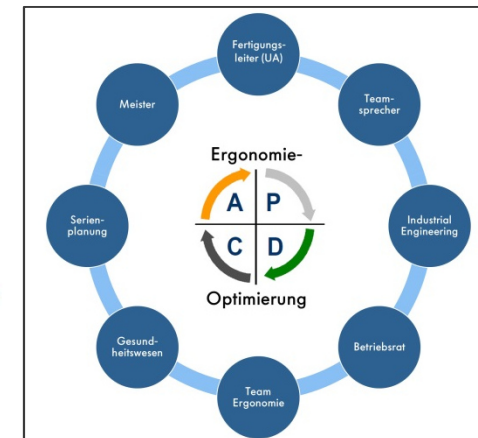 Fertigungs-
leiter (UA)
Team-
sprecher
Industrial
Engineering
Betriebsrat
Team
Ergonomie
Gesund-
heitswesen
Serien-
planung
Meister
Ergonomie-
A P
C D
Optimierung